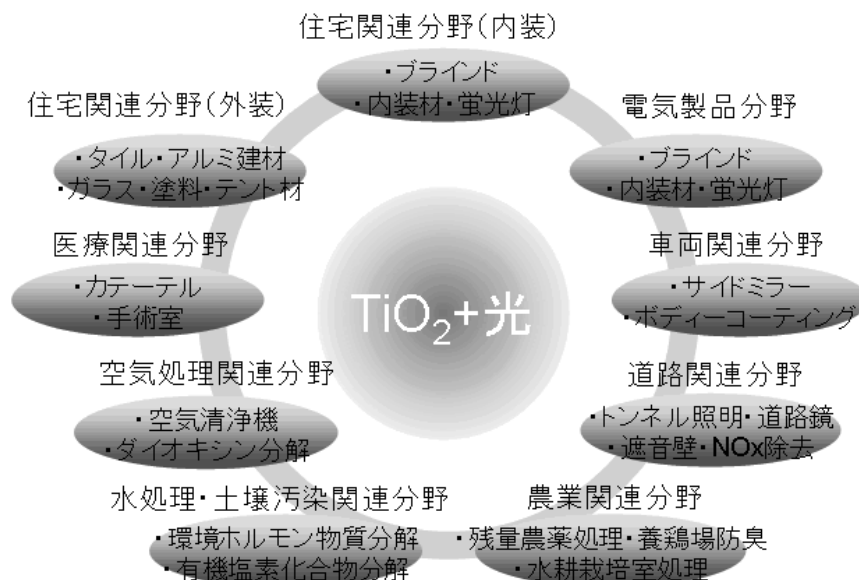 住宅関連分野(内装)
・ブラインド
・内装材・蛍光灯
住宅関連分野(外装)
・タイル・アルミ建材
・ガラス・塗料・テント材
電気製品分野
・ブラインド
・内装材・蛍光灯
医療関連分野
・カテーテル
・手術室
車両関連分野
・サイドミラー
・ボディーコーティング
TiO₂+光
空気処理関連分野
・空気清浄機
・ダイオキシン分解
道路関連分野
・トンネル照明・道路鏡
・遮音壁・NOx除去
水処理・土壌汚染関連分野
・環境ホルモン物質分解
・有機塩素化合物分解
農業関連分野
・残量農薬処理・養鶏場防臭
・水耕栽培室処理